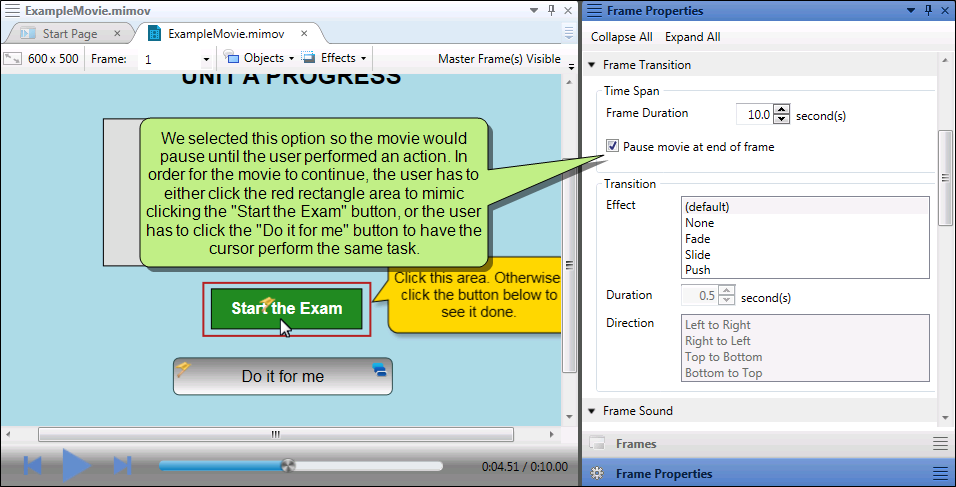 ExampleMovie.mimov
Start Page
ExampleMovie.mimov
600 x 500
Frame:
1
Objects
Effects
Master Frame(s) Visible
UNIT A PROGRESS
We selected this option so the movie would
pause until the user performed an action. In
order for the movie to continue, the user has to
either click the red rectangle area to mimic
clicking the "Start the Exam" button, or the user
has to click the "Do it for me" button to have the
cursor perform the same task.
Click this area. Otherwise
click the button below to
see it done.
Start the Exam
Do it for me
0:04.51 / 0:10.00
Frame Properties
Collapse All Expand All
Frame Transition
Time Span
Frame Duration 10.0 second(s)
Pause movie at end of frame
Transition
Effect
(default)
None
Fade
Slide
Push
Duration 0.5 second(s)
Direction
Left to Right
Right to Left
Top to Bottom
Bottom to Top
Frame Sound
Frames
Frame Properties